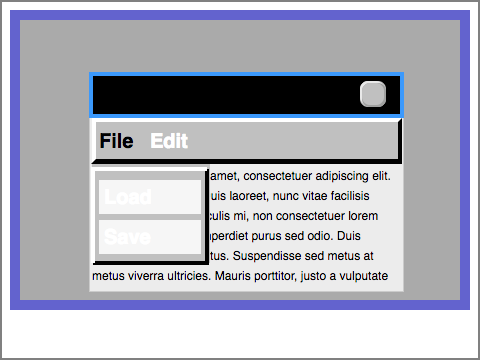 File Edit
Load
Save
amet, consectetuer adipiscing elit.
uis laoreet, nunc vitae facilisis
culis mi, non consectetuer lorem
perdiet purus sed odio. Duis
tus. Suspendisse sed metus at
metus viverra ultricies. Mauris porttitor, justo a vulputate